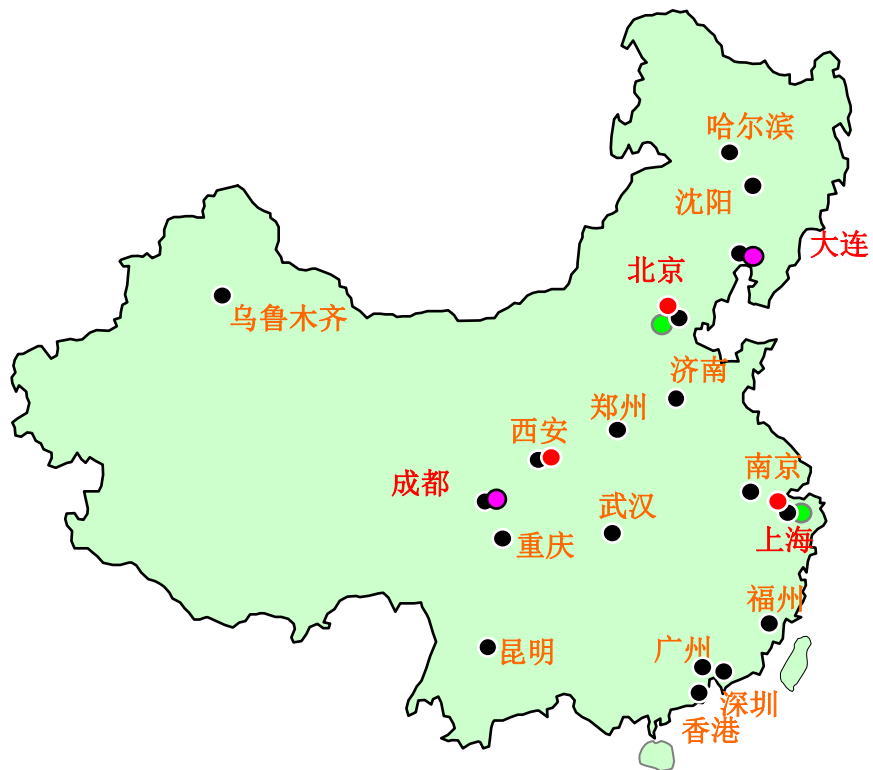 哈尔滨
沈阳
大连
北京
乌鲁木齐
济南
郑州
西安
南京
成都
武汉
上海
重庆
福州
广州
昆明
深圳
香港